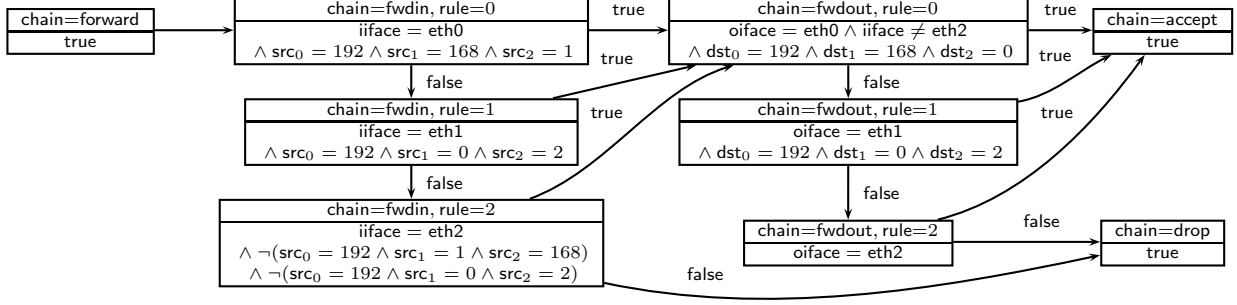 chain=forward
true
chain=fwdin, rule=0
iiface = eth0
∧ src₀ = 192 ∧ src₁ = 168 ∧ src₂ = 1
true
chain=fwdout, rule=0
oiface = eth0 ∧ iiface ≠ eth2
∧ dst₀ = 192 ∧ dst₁ = 168 ∧ dst₂ = 0
true
chain=accept
true
false
true
false
true
chain=fwdin, rule=1
iiface = eth1
∧ src₀ = 192 ∧ src₁ = 0 ∧ src₂ = 2
true
chain=fwdout, rule=1
oiface = eth1
∧ dst₀ = 192 ∧ dst₁ = 0 ∧ dst₂ = 2
true
false
false
chain=fwdin, rule=2
iiface = eth2
∧ ¬(src₀ = 192 ∧ src₁ = 1 ∧ src₂ = 168)
∧ ¬(src₀ = 192 ∧ src₁ = 0 ∧ src₂ = 2)
chain=fwdout, rule=2
oiface = eth2
false
chain=drop
true
false